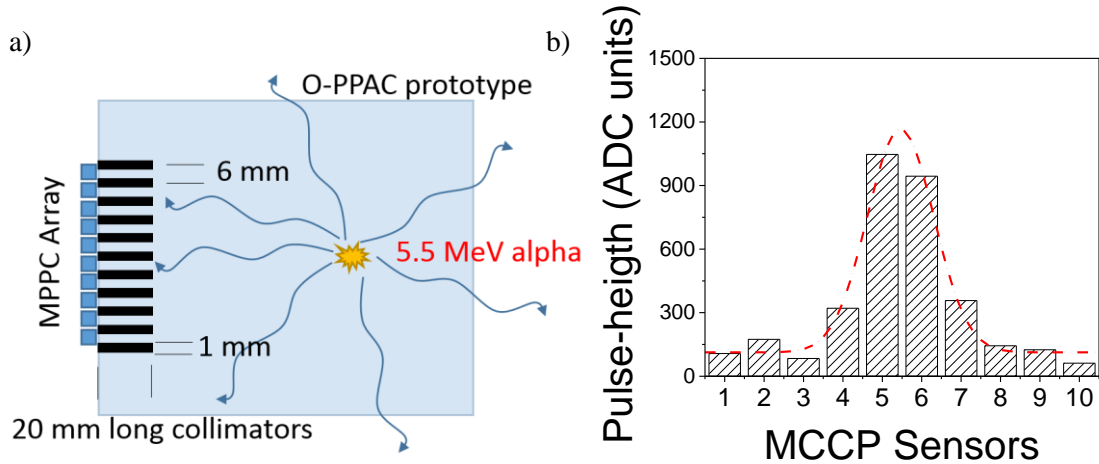 a)
O-PPAC prototype
MPPC Array
6 mm
5.5 MeV alpha
1 mm
20 mm long collimators
b)
Pulse-heigth (ADC units)
1500
1200
900
600
300
0
1 2 3 4 5 6 7 8 9 10
MCCP Sensors